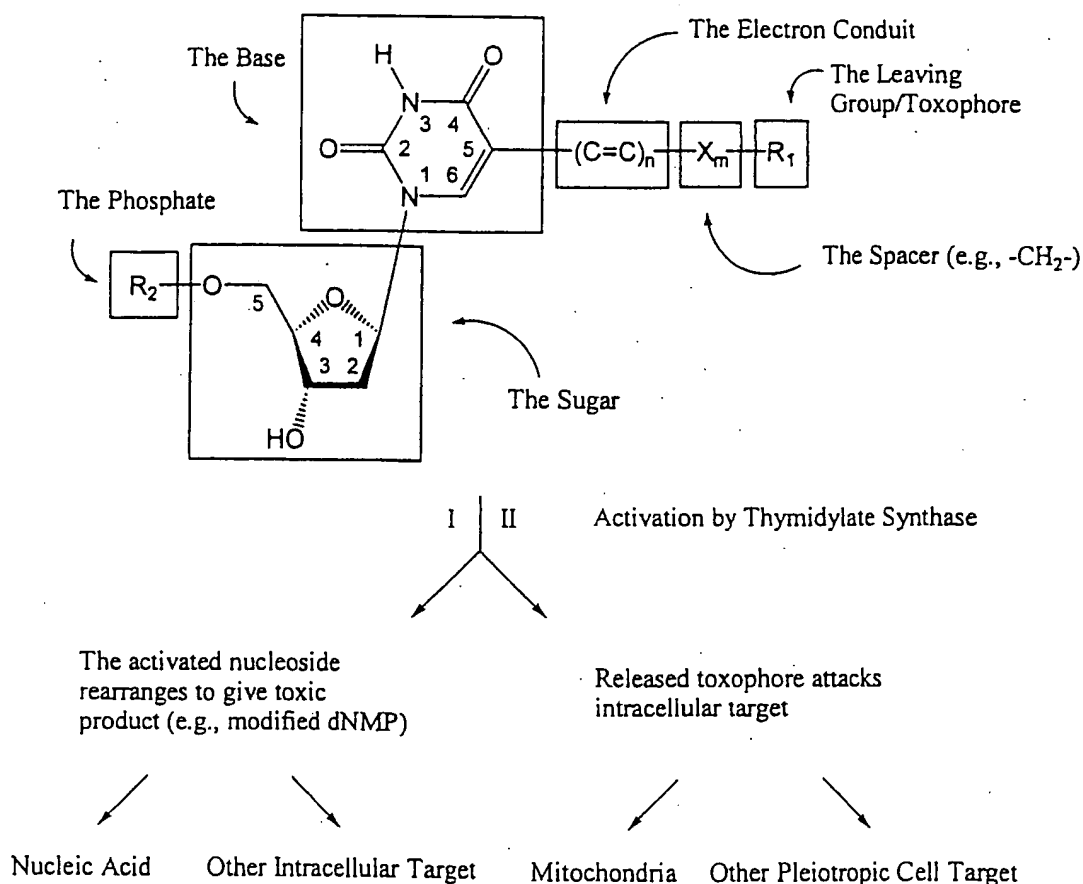 The Electron Conduit
The Base
The Leaving
Group/Toxophore
H
O
N
3
4
O
2
5
(C=C)n
Xm
R1
1
6
N
The Phosphate
The Spacer (e.g., -CH2-)
R2
O
5
O
4
1
3
2
The Sugar
HO
I
II
Activation by Thymidylate Synthase
The activated nucleoside
rearranges to give toxic
product (e.g., modified dNMP)
Released toxophore attacks
intracellular target
Nucleic Acid
Other Intracellular Target
Mitochondria
Other Pleiotropic Cell Target